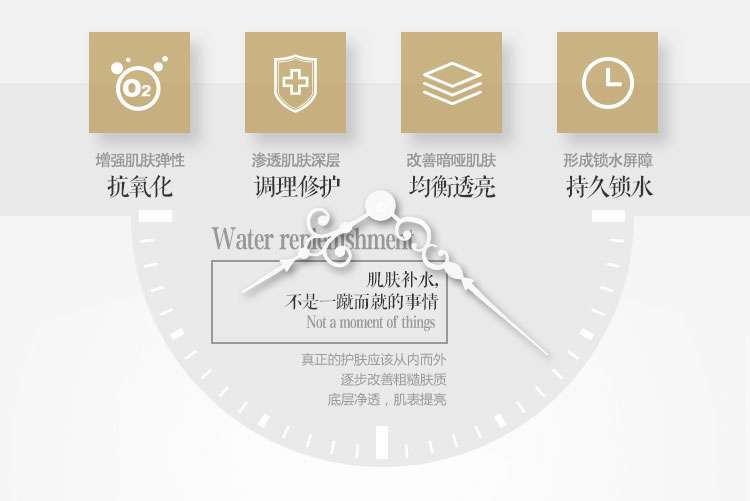 O2
增强肌肤弹性
抗氧化
渗透肌肤深层
调理修护
改善暗哑肌肤
均衡透亮
形成锁水屏障
持久锁水
Water replenishment
肌肤补水,
不是一蹴而就的事情
Not a moment of things
真正的护肤应该从内而外
逐步改善粗糙肤质
底层净透，肌表提亮